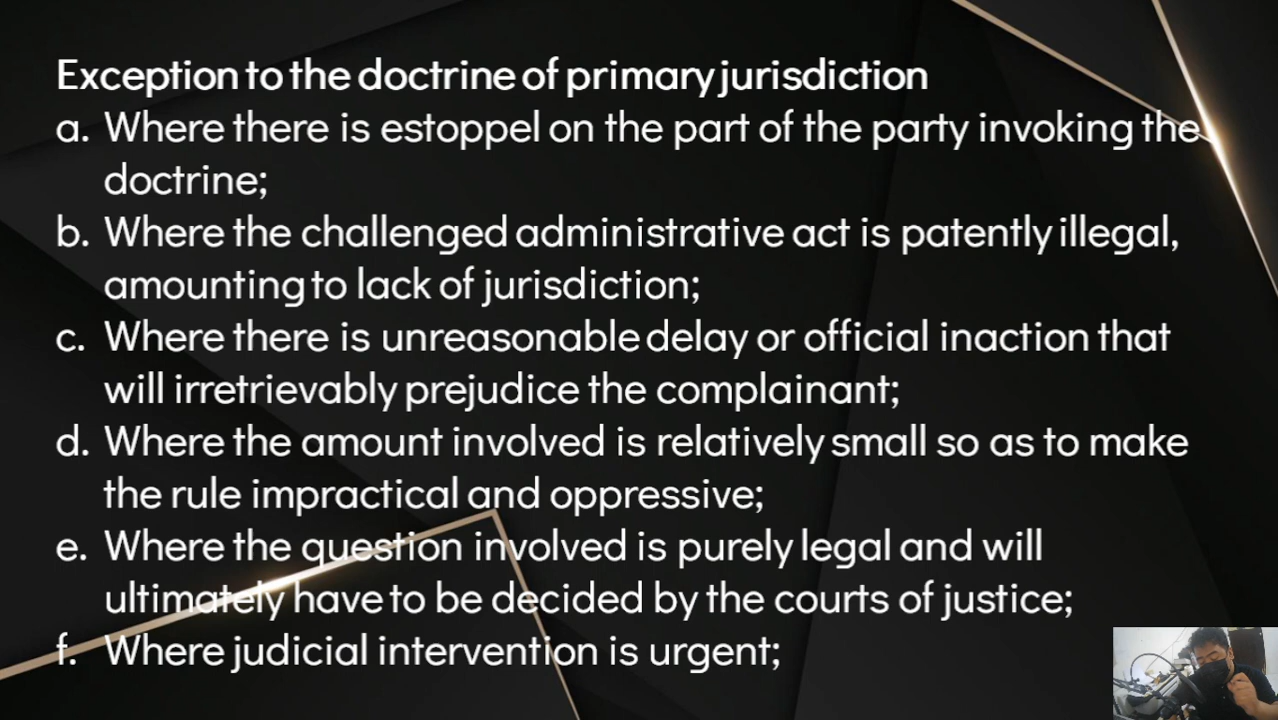 Exception to the doctrine of primary jurisdiction
a. Where there is estoppel on the part of the party invoking the
doctrine;
b. Where the challenged administrative act is patently illegal,
amounting to lack of jurisdiction;
c. Where there is unreasonable delay or official inaction that
will irretrievably prejudice the complainant;
d. Where the amount involved is relatively small so as to make
the rule impractical and oppressive;
e. Where the question involved is purely legal and will
ultimately have to be decided by the courts of justice;
f. Where judicial intervention is urgent;